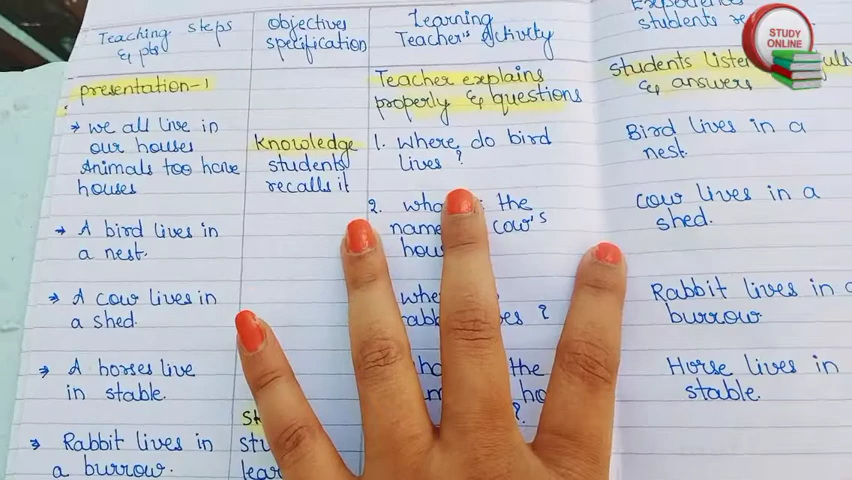 Teaching steps
& pts
presentation-1
→ we all live in
our houses
Animals too have
houses
→ A bird lives in
a nest.
→ A cow lives in
a shed.
→ A horses live
in stable.
→ Rabbit lives in
a burrow.
objectives
specification
Knowledge
students
recalls it
Learning
Teacher's Activity
Teacher explains
properly & questions
1. where do bird
lives ?
2. the
name cow's
?
the
?
students
students listen
& answers
Bird lives in a
nest.
cow lives in a
shed.
Rabbit lives in a
burrow
Horse lives in
stable.
STUDY
ONLINE